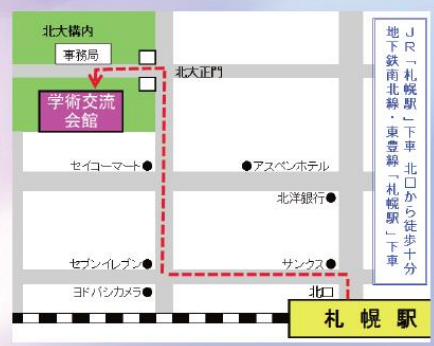 北大構内
事務局
北大正門
学術交流
会館
セイコーマート●
●アスペンホテル
北洋銀行●
セブンイレブン●
サンクス●
ヨドバシカメラ●
北口
札幌駅
JR「札幌駅」下車 北口から徒歩十分
地下鉄南北線・東豊線「札幌駅」下車